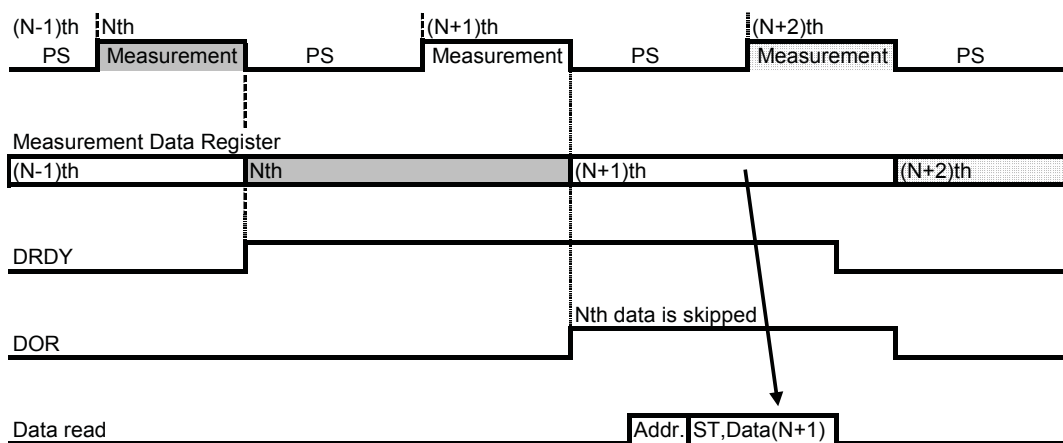 (N-1)th Nth (N+1)th (N+2)th
PS Measurement PS Measurement PS Measurement PS
Measurement Data Register
(N-1)th Nth (N+1)th (N+2)th
DRDY
Nth data is skipped
DOR
Data read Addr. ST,Data(N+1)